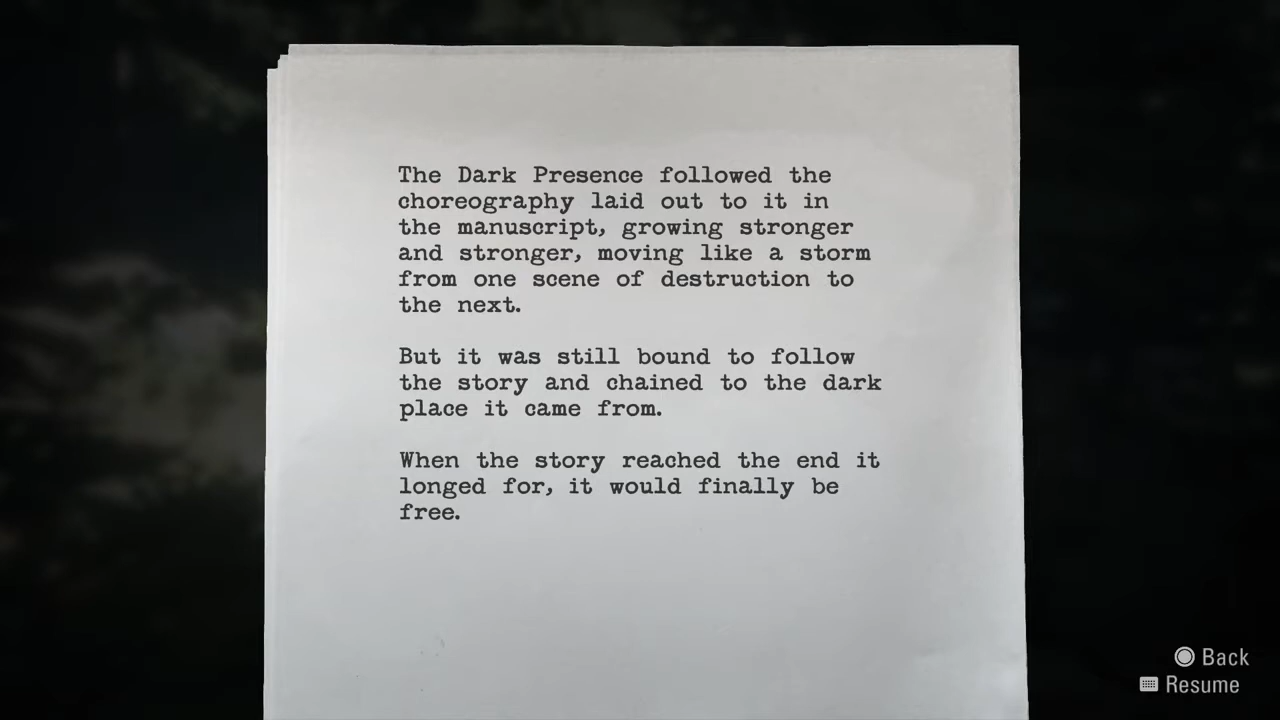 The Dark Presence followed the
choreography laid out to it in
the manuscript, growing stronger
and stronger, moving like a storm
from one scene of destruction to
the next.
But it was still bound to follow
the story and chained to the dark
place it came from.
When the story reached the end it
longed for, it would finally be
free.
Back
Resume